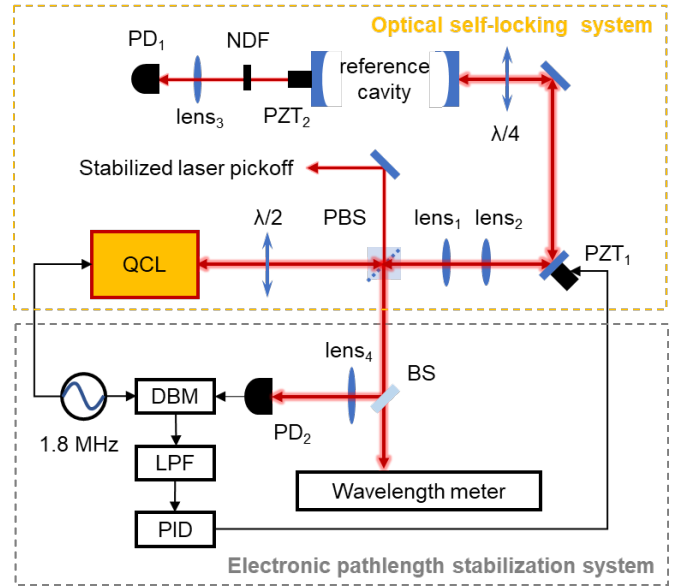 Optical self-locking system
PD₁
NDF
reference
cavity
lens₃
PZT₂
λ/4
Stabilized laser pickoff
λ/2
PBS
lens₁
lens₂
QCL
PZT₁
lens₄
BS
DBM
PD₂
1.8 MHz
LPF
Wavelength meter
PID
Electronic pathlength stabilization system